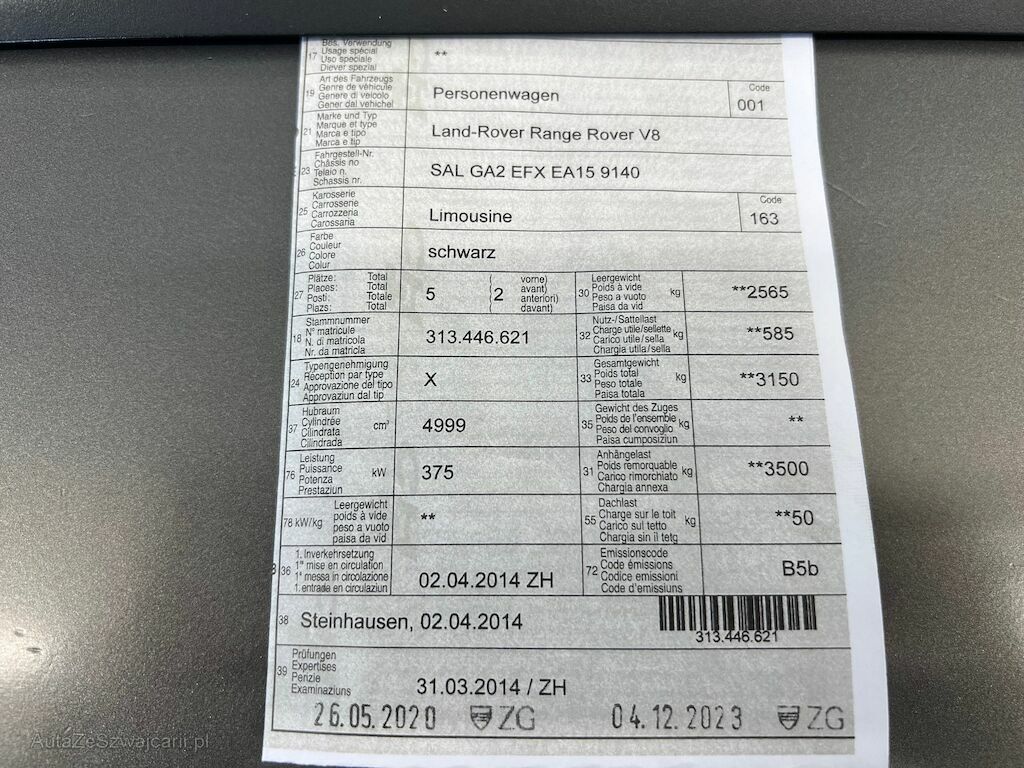 17 Bes. Verwendung
Usage spécial
Uso speciale
Diever spezial
**
19 Art des Fahrzeugs
Genre de véhicule
Genere di veicolo
Gener dal vehichel
Personenwagen
Code
001
21 Marke und Typ
Marque et type
Marca e tipo
Marca e tip
Land-Rover Range Rover V8
23 Fahrgestell-Nr.
Châssis no
Telaio n.
Schassis nr.
SAL GA2 EFX EA15 9140
25 Karosserie
Carrosserie
Carrozzeria
Carossaria
Limousine
Code
163
26 Farbe
Couleur
Colore
Colur
schwarz
27 Plätze: Total
Places: Total
Posti: Totale
Plazs: Total
5 ( 2 vorne)
avant)
anteriori)
davant)
30 Leergewicht
Poids à vide
Peso a vuoto
Paisa da vid
kg
**2565
18 Stammnummer
N° matricule
N. di matricola
Nr. da matricla
313.446.621
32 Nutz-/Sattellast
Charge utile/sellette
Carico utile/sella
Chargia utila/sella
kg
**585
24 Typengenehmigung
Réception par type
Approvazione del tipo
Approvaziun dal tip
X
33 Gesamtgewicht
Poids total
Peso totale
Paisa totala
kg
**3150
37 Hubraum
Cylindrée
Cilindrata
Cilindrada
cm³
4999
35 Gewicht des Zuges
Poids de l'ensemble
Peso del convoglio
Paisa cumposiziun
kg
**
76 Leistung
Puissance
Potenza
Prestaziun
kW
375
31 Anhängelast
Poids remorquable
Carico rimorchiato
Chargia annexa
kg
**3500
78 kW/kg
Leergewicht
poids à vide
peso a vuoto
paisa da vid
**
55 Dachlast
Charge sur le toit
Carico sul tetto
Chargia sin il tetg
kg
**50
36 1. Inverkehrsetzung
1re mise en circulation
1a messa in circolazione
1. entrada en circulaziun
02.04.2014 ZH
72 Emissionscode
Code émissions
Codice emissioni
Code d'emissiuns
B5b
38 Steinhausen, 02.04.2014
313.446.621
39 Prüfungen
Expertises
Perizie
Examinaziuns
31.03.2014 / ZH
26.05.2020 ZG 04.12.2023 ZG
AutaZeSzwajcarii.pl